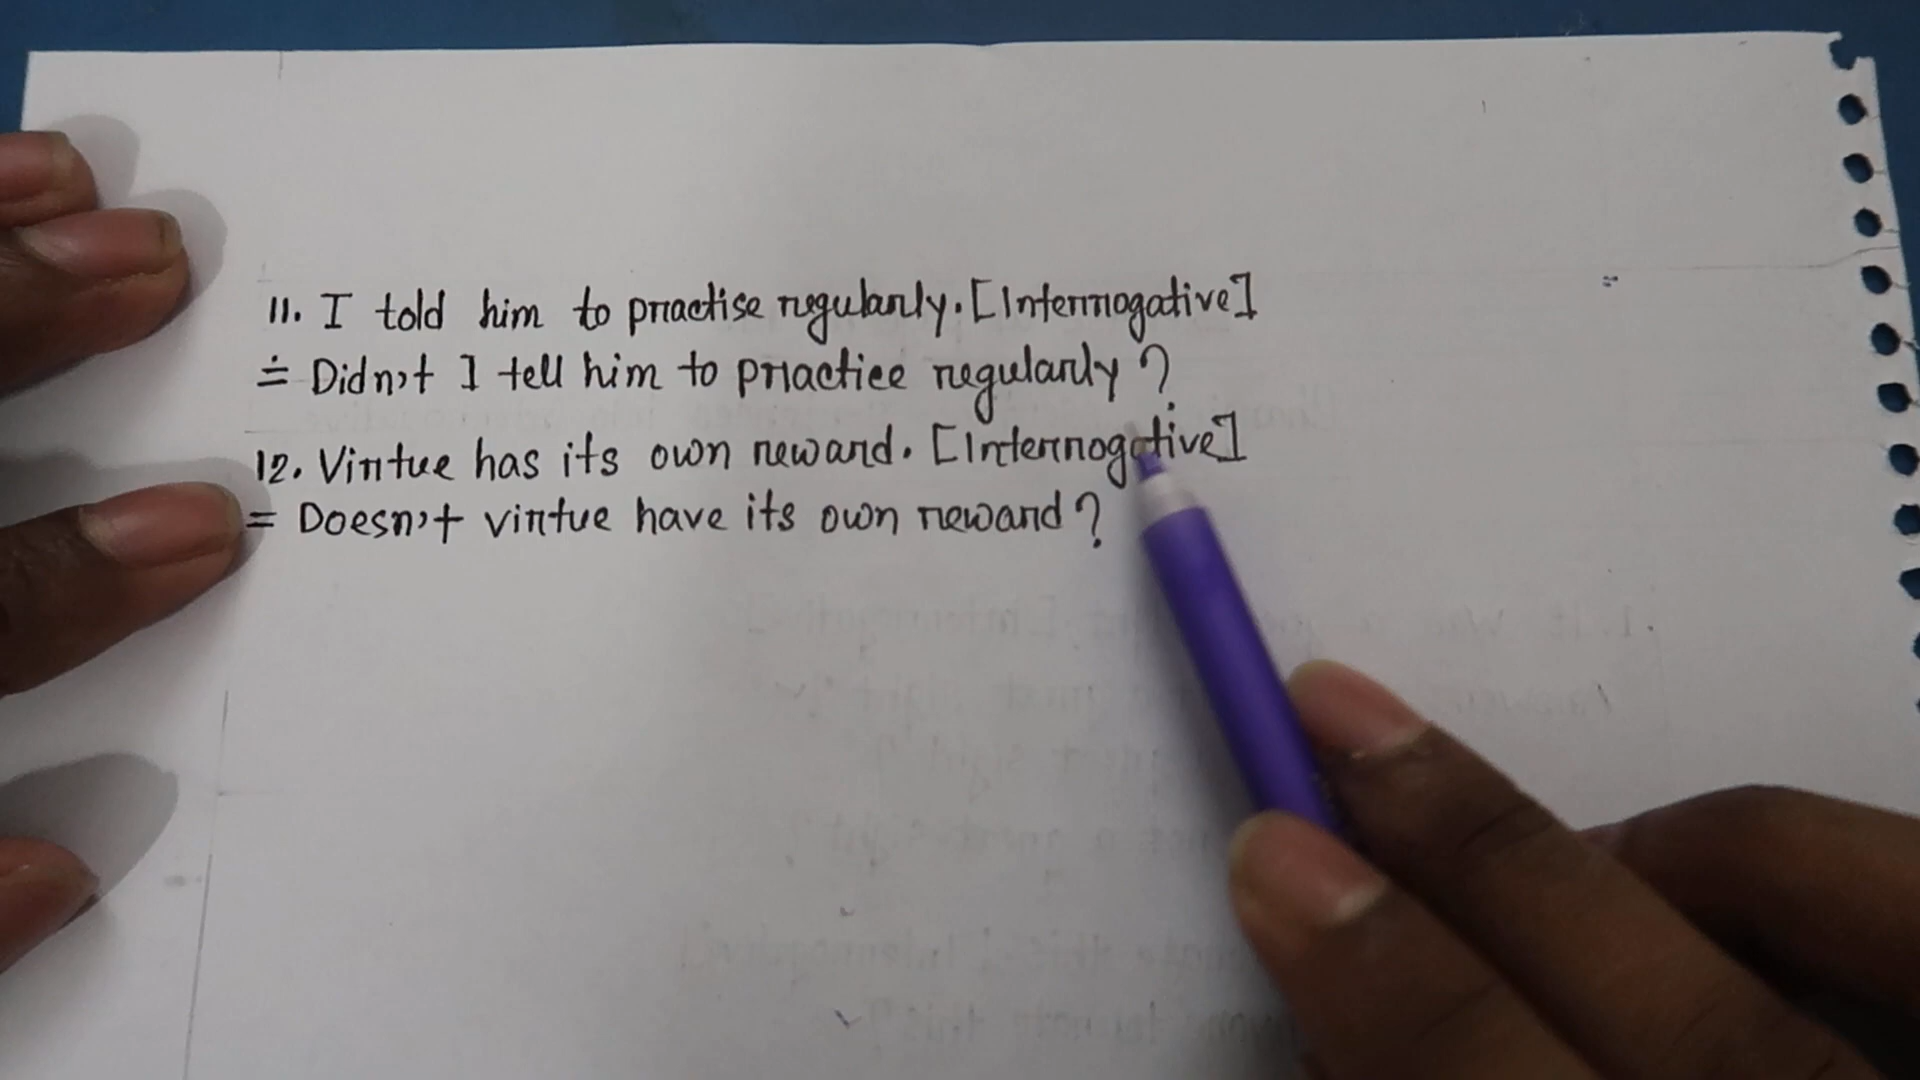 11. I told him to practise regularly. [Interrogative]
= Didn't I tell him to practice regularly?
12. Virtue has its own reward. [Interrogative]
= Doesn't virtue have its own reward?